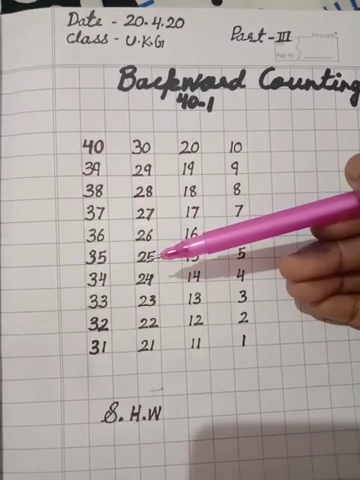 Date - 20.4.20
Class - U.K.G Part - III
Backward Counting
40-1
40 30 20 10
39 29 19 9
38 28 18 8
37 27 17 7
36 26 16
35 25 5
34 24 14 4
33 23 13 3
32 22 12 2
31 21 11 1
S.H.W